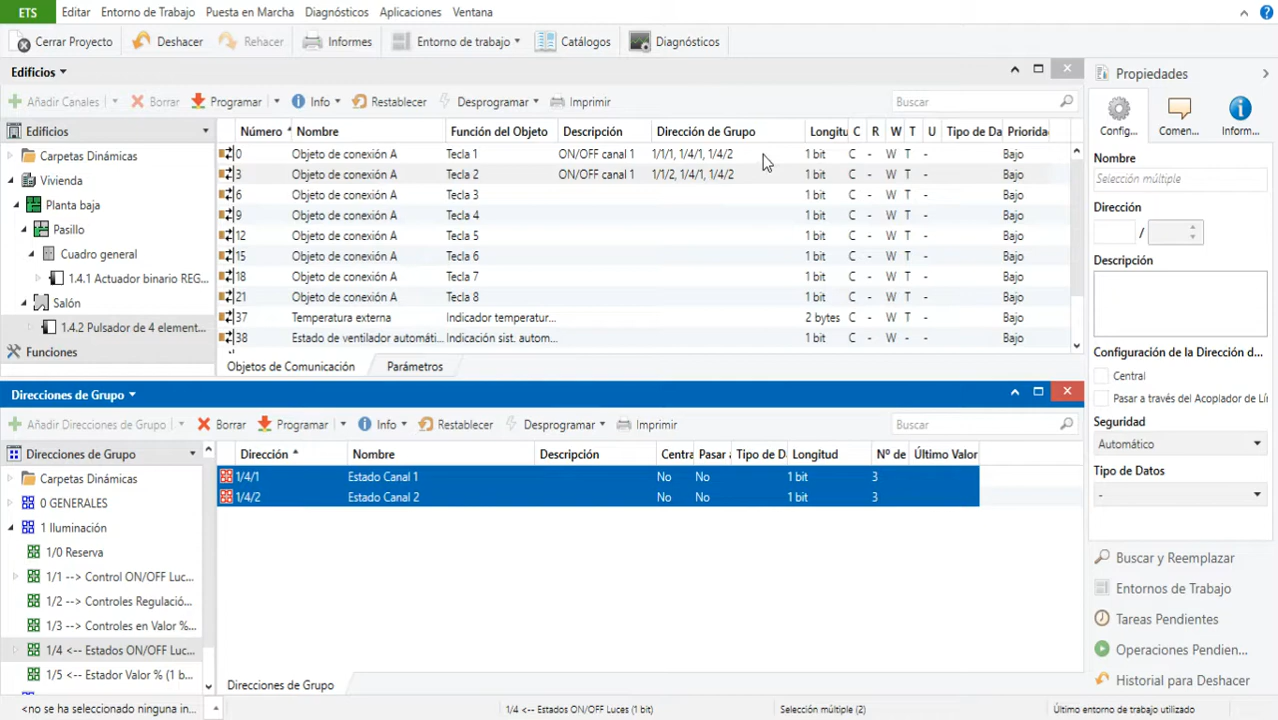 ETS Editar Entorno de Trabajo Puesta en Marcha Diagnósticos Aplicaciones Ventana
Cerrar Proyecto Deshacer Rehacer Informes Entorno de trabajo Catálogos Diagnósticos
Edificios
Añadir Canales Borrar Programar Info Restablecer Desprogramar Imprimir Buscar
Edificios
Carpetas Dinámicas
Vivienda
Planta baja
Pasillo
Cuadro general
1.4.1 Actuador binario REG...
Salón
1.4.2 Pulsador de 4 element...
Funciones
Número Nombre Función del Objeto Descripción Dirección de Grupo Longitu C R W T U Tipo de Da Priorida
0 Objeto de conexión A Tecla 1 ON/OFF canal 1 1/1/1, 1/4/1, 1/4/2 1 bit C - W T - Bajo
3 Objeto de conexión A Tecla 2 ON/OFF canal 1 1/1/2, 1/4/1, 1/4/2 1 bit C - W T - Bajo
6 Objeto de conexión A Tecla 3 1 bit C - W T - Bajo
9 Objeto de conexión A Tecla 4 1 bit C - W T - Bajo
12 Objeto de conexión A Tecla 5 1 bit C - W T - Bajo
15 Objeto de conexión A Tecla 6 1 bit C - W T - Bajo
18 Objeto de conexión A Tecla 7 1 bit C - W T - Bajo
21 Objeto de conexión A Tecla 8 1 bit C - W T - Bajo
37 Temperatura externa Indicador temperatur... 2 bytes C - W - - Bajo
38 Estado de ventilador automáti... Indicación sist. autom... 1 bit C - W T - Bajo
Objetos de Comunicación Parámetros
Direcciones de Grupo
Añadir Direcciones de Grupo Borrar Programar Info Restablecer Desprogramar Imprimir Buscar
Direcciones de Grupo
Carpetas Dinámicas
0 GENERALES
1 Iluminación
1/0 Reserva
1/1 --> Control ON/OFF Luc...
1/2 --> Controles Regulació...
1/3 --> Controles en Valor %...
1/4 <-- Estados ON/OFF Luc...
1/5 <-- Estador Valor % (1 b...
Dirección Nombre Descripción Centra Pasar a Tipo de Da Longitud Nº de Último Valor
1/4/1 Estado Canal 1 No No 1 bit 3
1/4/2 Estado Canal 2 No No 1 bit 3
Direcciones de Grupo
Propiedades
Config... Comen... Inform...
Nombre
Selección múltiple
Dirección
/
Descripción
Configuración de la Dirección d...
Central
Pasar a través del Acoplador de Lí
Seguridad
Automático
Tipo de Datos
-
Buscar y Reemplazar
Entornos de Trabajo
Tareas Pendientes
Operaciones Pendien...
Historial para Deshacer
<no se ha seleccionado ninguna in... 1/4 <-- Estados ON/OFF Luces (1 bit) Selección múltiple (2) Último entorno de trabajo utilizado